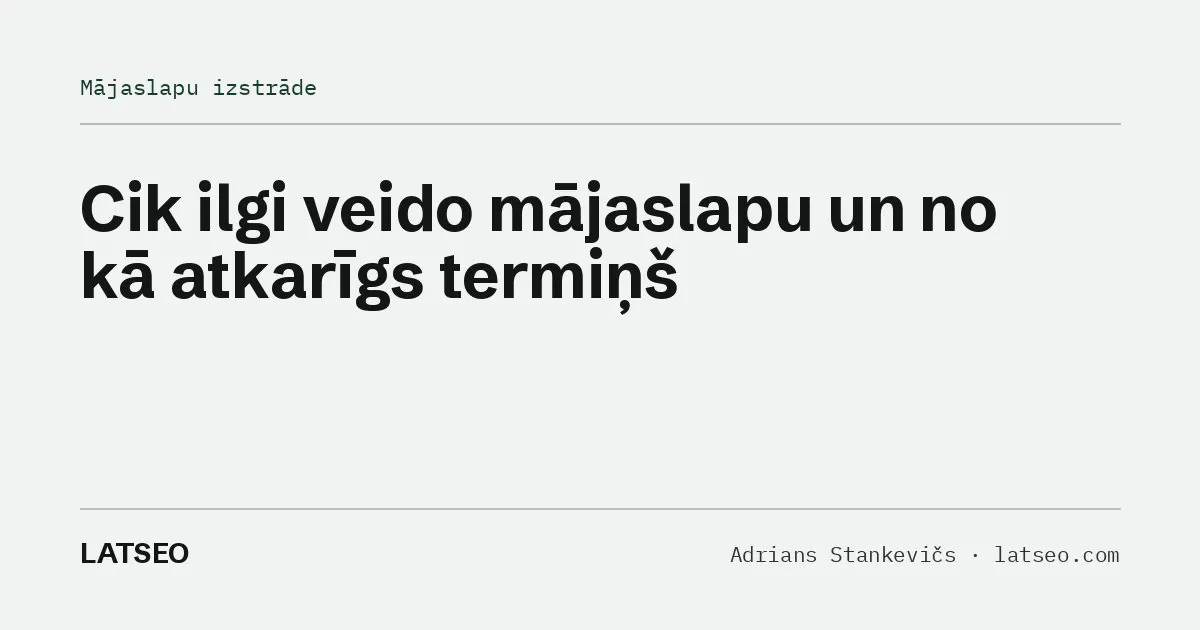 Mājaslapu izstrāde
Cik ilgi veido mājaslapu un no
kā atkarīgs termiņš
LATSEO
Adrians Stankevičs · latseo.com